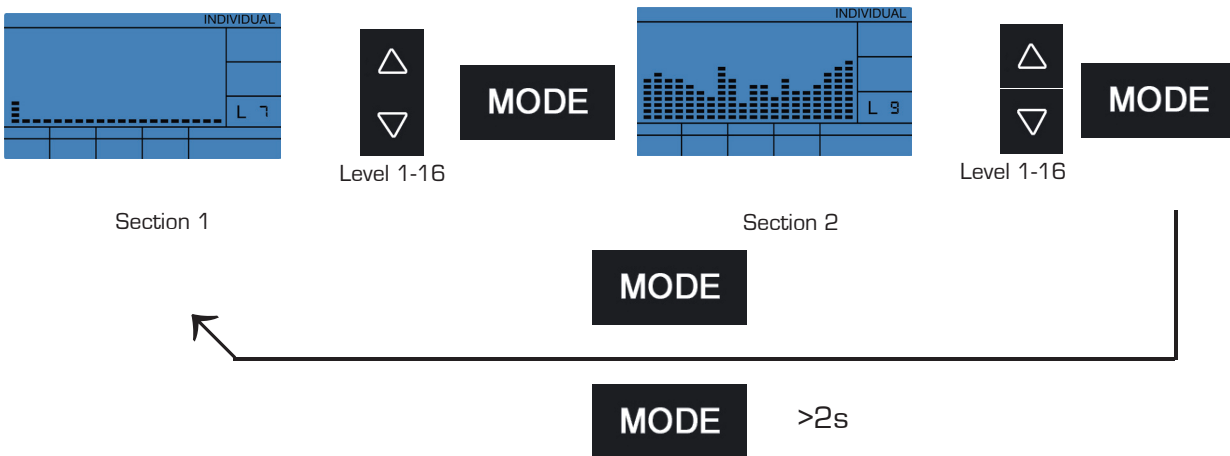 INDIVIDUAL
L 7
MODE
Level 1-16
Section 1
INDIVIDUAL
L 9
MODE
Level 1-16
Section 2
MODE
MODE >2s